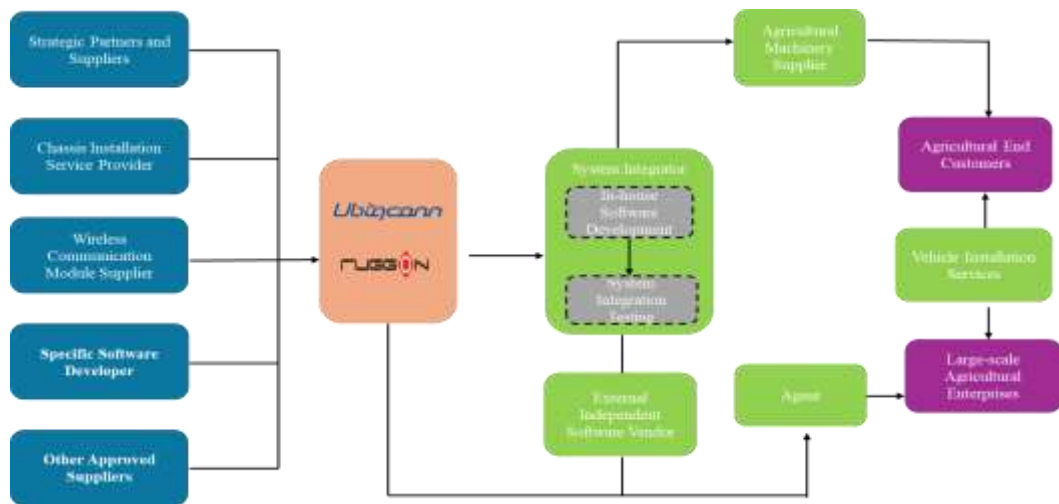 Strategic Partners and
Suppliers
Chassis Installation
Service Provider
Wireless
Communication
Module Supplier
Specific Software
Developer
Other Approved
Suppliers
Ubiqconn
RUGGON
System Integrator
In-house
Software
Development
System
Integration
Testing
External
Independent
Software Vendor
Agricultural
Machinery
Supplier
Agent
Agricultural End
Customers
Vehicle Installation
Services
Large-scale
Agricultural
Enterprises